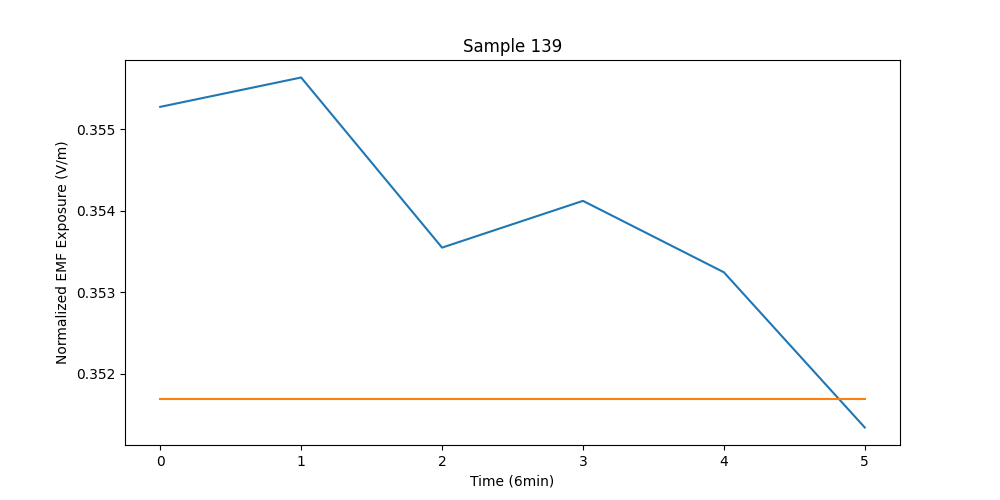 Sample 139
Normalized EMF Exposure (V/m)
0.355
0.354
0.353
0.352
0 1 2 3 4 5
Time (6min)